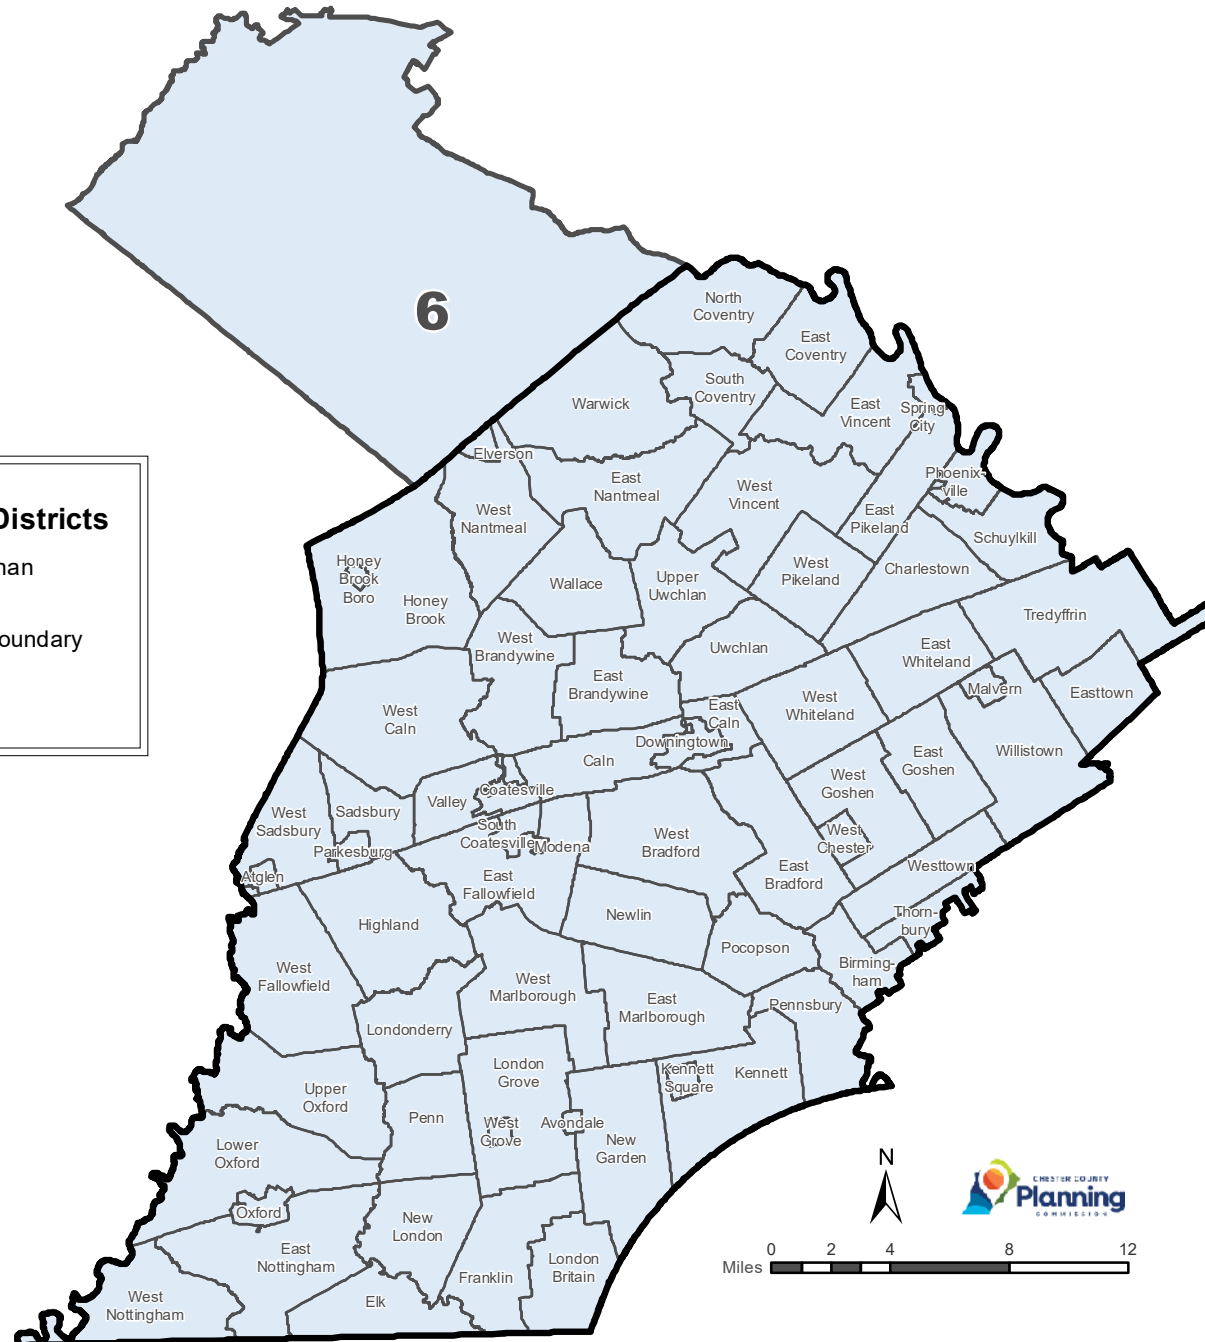 6
Districts
nan
oundary
North
Coventry
East
Coventry
South
Coventry
Warwick
East
Vincent
Spring
City
Elverson
East
Nantmeal
West
Vincent
Phoenix-
ville
West
Nantmeal
East
Pikeland
Schuylkill
Honey
Brook
Boro
Honey
Brook
Wallace
Upper
Uwchlan
West
Pikeland
Charlestown
Tredyffrin
West
Brandywine
Uwchlan
East
Whiteland
East
Brandywine
Malvern
Easttown
West
Caln
East
Caln
West
Whiteland
Downingtown
Caln
East
Goshen
Willistown
West
Goshen
Coatesville
Valley
Sadsbury
West
Sadsbury
South
Coatesville
Modena
West
Bradford
West
Chester
Parkesburg
Atglen
East
Fallowfield
East
Bradford
Westtown
Highland
Newlin
Thorn-
bury
Pocopson
West
Fallowfield
West
Marlborough
East
Marlborough
Birming-
ham
Pennsbury
Londonderry
London
Grove
Kennett
Square
Kennett
Upper
Oxford
Penn
West
Grove
Avondale
New
Garden
Lower
Oxford
Oxford
New
London
East
Nottingham
London
Britain
Franklin
West
Nottingham
Elk
N
CHESTER COUNTY
Planning
COMMISSION
0 2 4 8 12
Miles